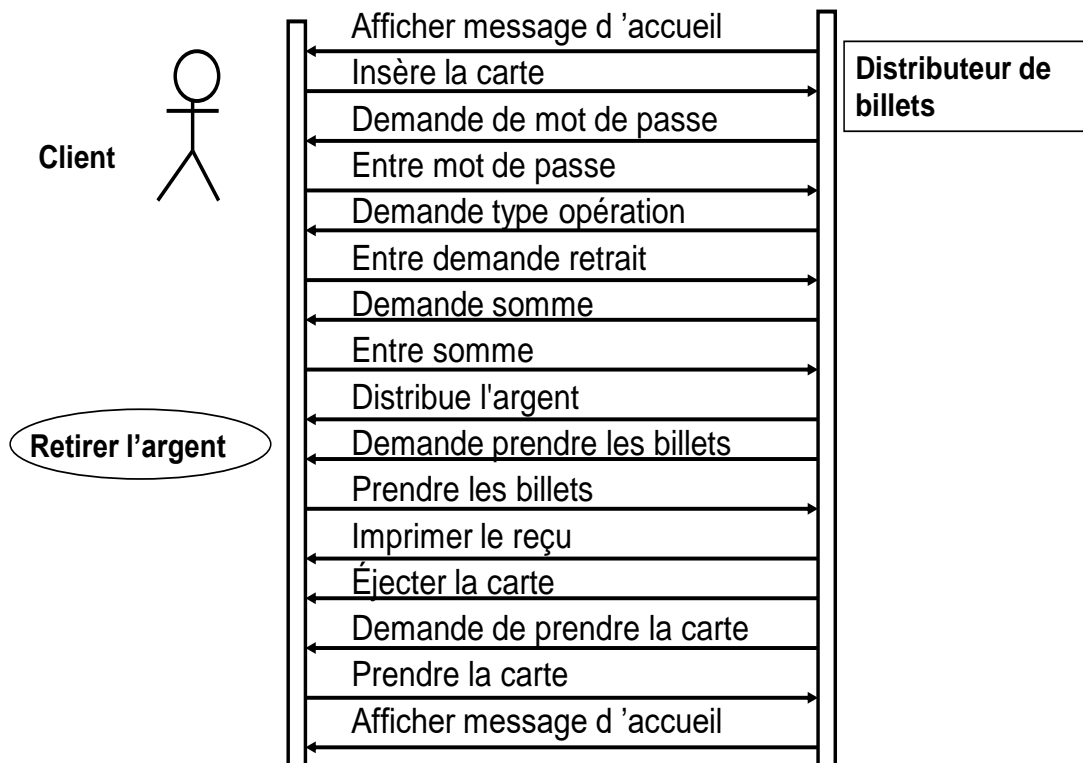 Afficher message d ’accueil
Insère la carte
Distributeur de
billets
Demande de mot de passe
Client
Entre mot de passe
Demande type opération
Entre demande retrait
Demande somme
Entre somme
Distribue l'argent
Retirer l’argent
Demande prendre les billets
Prendre les billets
Imprimer le reçu
Éjecter la carte
Demande de prendre la carte
Prendre la carte
Afficher message d ’accueil